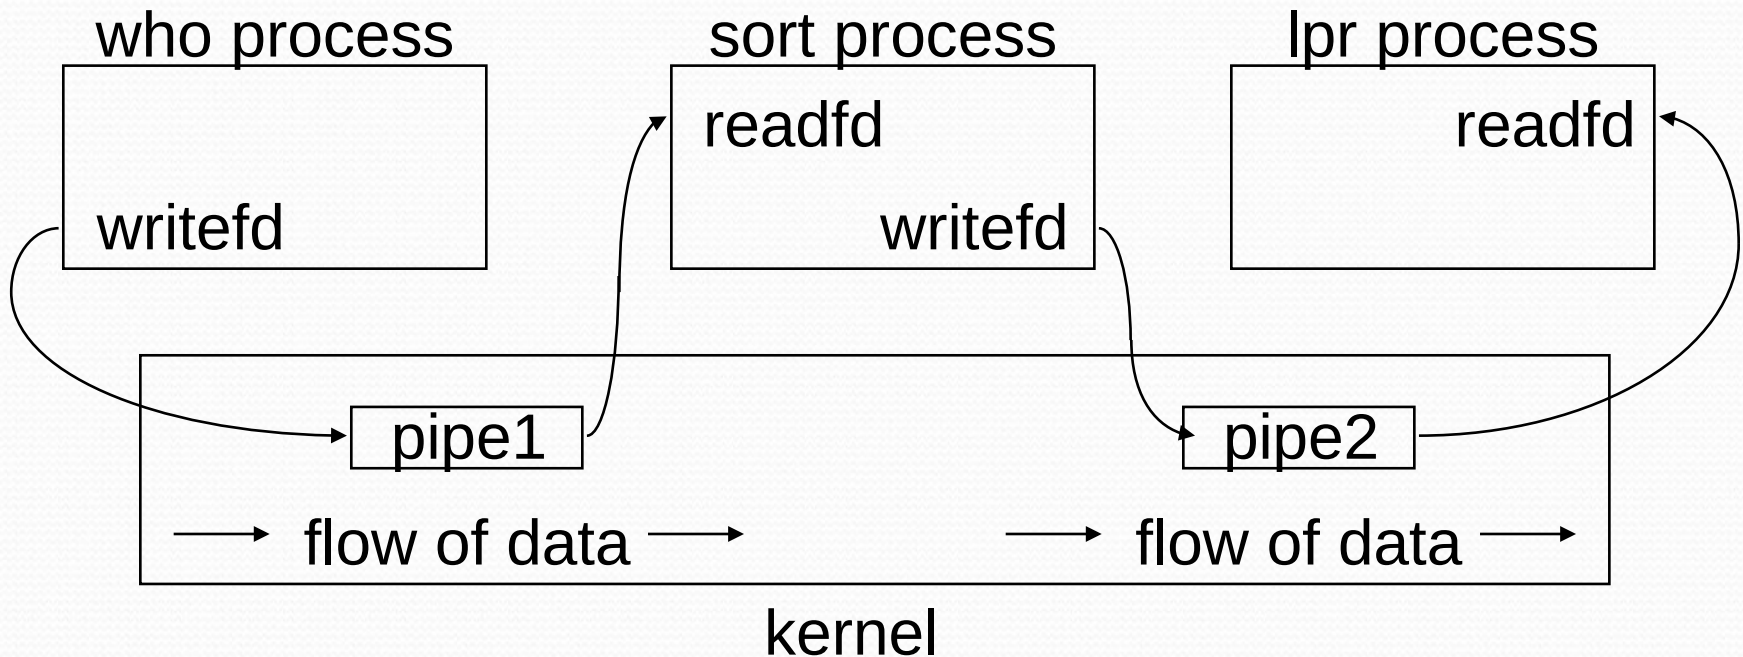 who process
sort process
lpr process
readfd
readfd
writefd
writefd
pipe1
pipe2
flow of data
flow of data
kernel